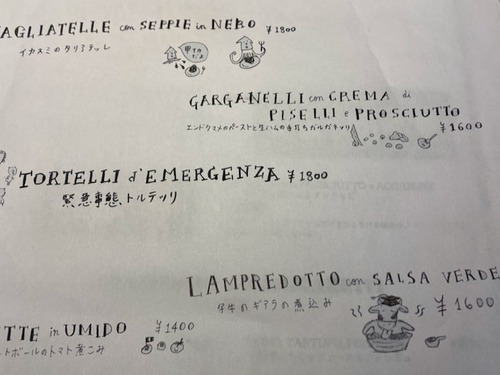 AGLIATELLE con SEPPIE in NERO ¥1800
イカスミのタリアテッレ
GARGANELLI con CREMA di
PISELLI e PROSCIUTTO
エンドウマメのペーストと生ハムの手打ちガルガネッリ ¥1600
TORTELLI d'EMERGENZA ¥1800
緊急事態トルテッリ
LAMPREDOTTO con SALSA VERDE
仔牛のギアラの煮込み ¥1600
TTE in UMIDO ¥1400
トボールのトマト煮こみ